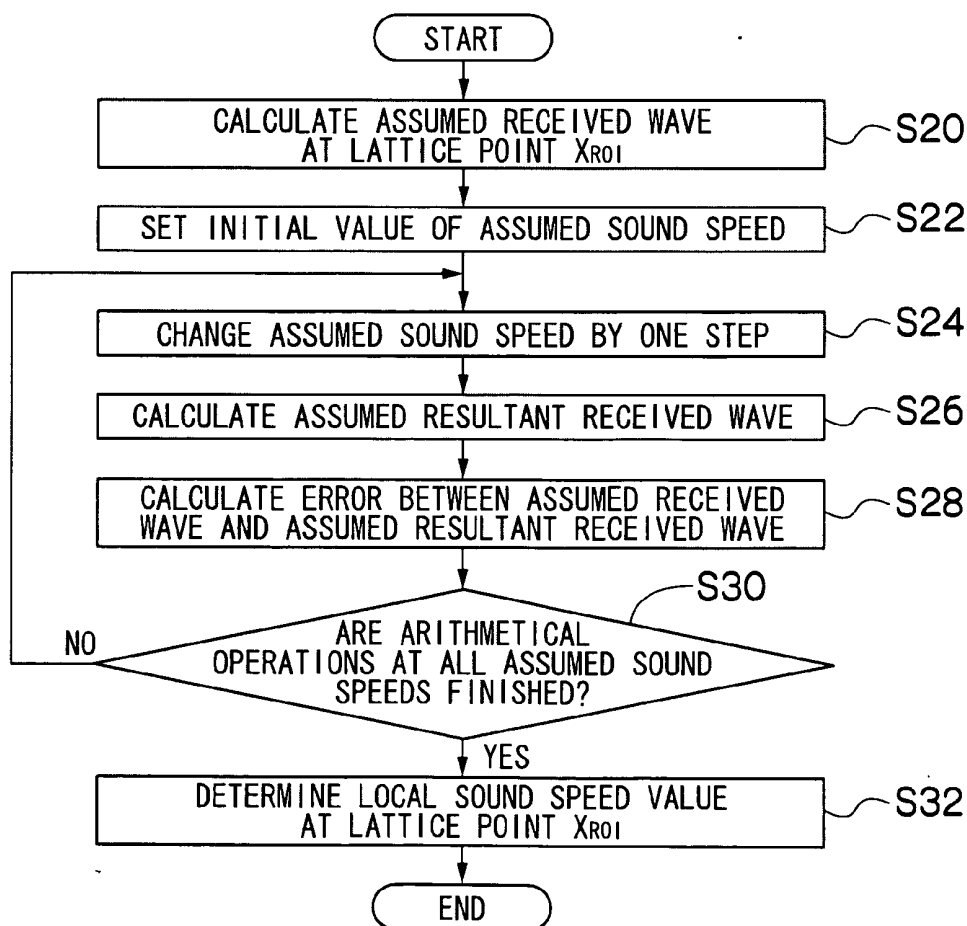 START
CALCULATE ASSUMED RECEIVED WAVE
AT LATTICE POINT XROI
S20
SET INITIAL VALUE OF ASSUMED SOUND SPEED
S22
CHANGE ASSUMED SOUND SPEED BY ONE STEP
S24
CALCULATE ASSUMED RESULTANT RECEIVED WAVE
S26
CALCULATE ERROR BETWEEN ASSUMED RECEIVED
WAVE AND ASSUMED RESULTANT RECEIVED WAVE
S28
S30
NO
ARE ARITHMETICAL
OPERATIONS AT ALL ASSUMED SOUND
SPEEDS FINISHED?
YES
DETERMINE LOCAL SOUND SPEED VALUE
AT LATTICE POINT XROI
S32
END